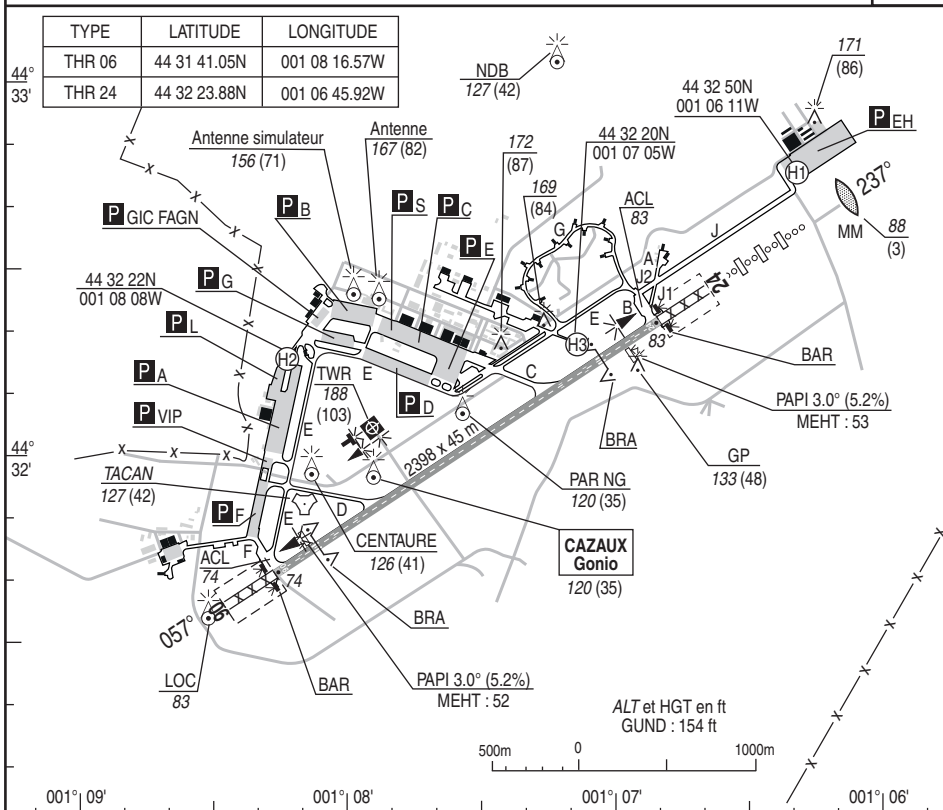 TYPE LATITUDE LONGITUDE
THR 06 44 31 41.05N 001 08 16.57W
THR 24 44 32 23.88N 001 06 45.92W
44°
33'
NDB
127 (42)
171
(86)
44 32 50N
001 06 11W
P EH
Antenne simulateur
156 (71)
Antenne
167 (82)
172
(87)
44 32 20N
001 07 05W
169
(84)
ACL
83
H1
237°
MM
88
(3)
P GIC FAGN
P B
P S
P C
P E
G
A
J
J2
J1
24
44 32 22N
001 08 08W
P G
P L
H2
E
B
E
H3
83
BAR
P A
TWR
188
(103)
P D
C
PAPI 3.0° (5.2%)
MEHT : 53
P VIP
E
2398 x 45 m
BRA
GP
133 (48)
44°
32'
TACAN
127 (42)
PAR NG
120 (35)
P F
E
D
CENTAURE
126 (41)
CAZAUX
Gonio
120 (35)
ACL
74
F
74
06
057°
BRA
LOC
83
BAR
PAPI 3.0° (5.2%)
MEHT : 52
ALT et HGT en ft
GUND : 154 ft
500m 0 1000m
001° 09' 001° 08' 001° 07' 001° 06'